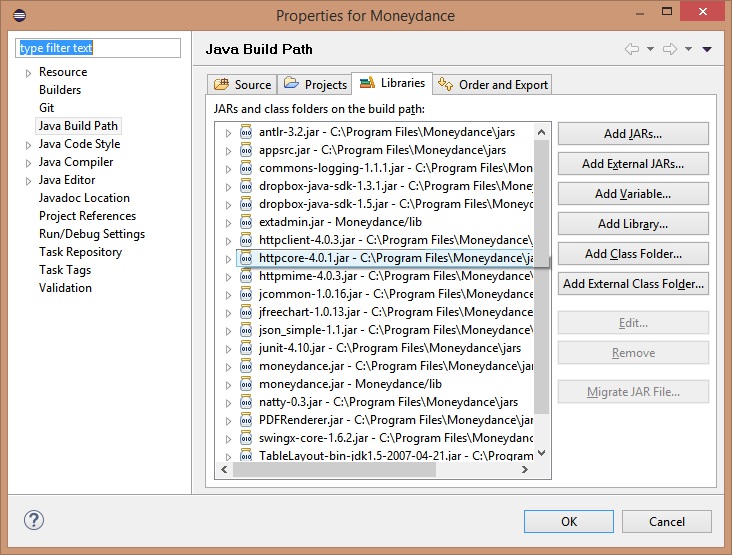 Properties for Moneydance
type filter text
Resource
Builders
Git
Java Build Path
Java Code Style
Java Compiler
Java Editor
Javadoc Location
Project References
Run/Debug Settings
Task Repository
Task Tags
Validation
Java Build Path
Source
Projects
Libraries
Order and Export
JARs and class folders on the build path:
antlr-3.2.jar - C:\Program Files\Moneydance\jars
appsrc.jar - C:\Program Files\Moneydance\jars
commons-logging-1.1.1.jar - C:\Program Files\Mon
dropbox-java-sdk-1.3.1.jar - C:\Program Files\Mon
dropbox-java-sdk-1.5.jar - C:\Program Files\Money
extadmin.jar - Moneydance/lib
httpclient-4.0.3.jar - C:\Program Files\Moneydanc
httpcore-4.0.1.jar - C:\Program Files\Moneydance\ja
httpmime-4.0.3.jar - C:\Program Files\Moneydance
jcommon-1.0.16.jar - C:\Program Files\Moneydanc
jfreechart-1.0.13.jar - C:\Program Files\Moneydan
json_simple-1.1.jar - C:\Program Files\Moneydanc
junit-4.10.jar - C:\Program Files\Moneydance\jars
moneydance.jar - C:\Program Files\Moneydance\jar
moneydance.jar - Moneydance/lib
natty-0.3.jar - C:\Program Files\Moneydance\jars
PDFRenderer.jar - C:\Program Files\Moneydance\ja
swingx-core-1.6.2.jar - C:\Program Files\Moneyda
TableLayout-bin-jdk1.5-2007-04-21.jar - C:\Progran
Add JARs...
Add External JARs...
Add Variable...
Add Library...
Add Class Folder...
Add External Class Folder...
Edit...
Remove
Migrate JAR File...
OK
Cancel